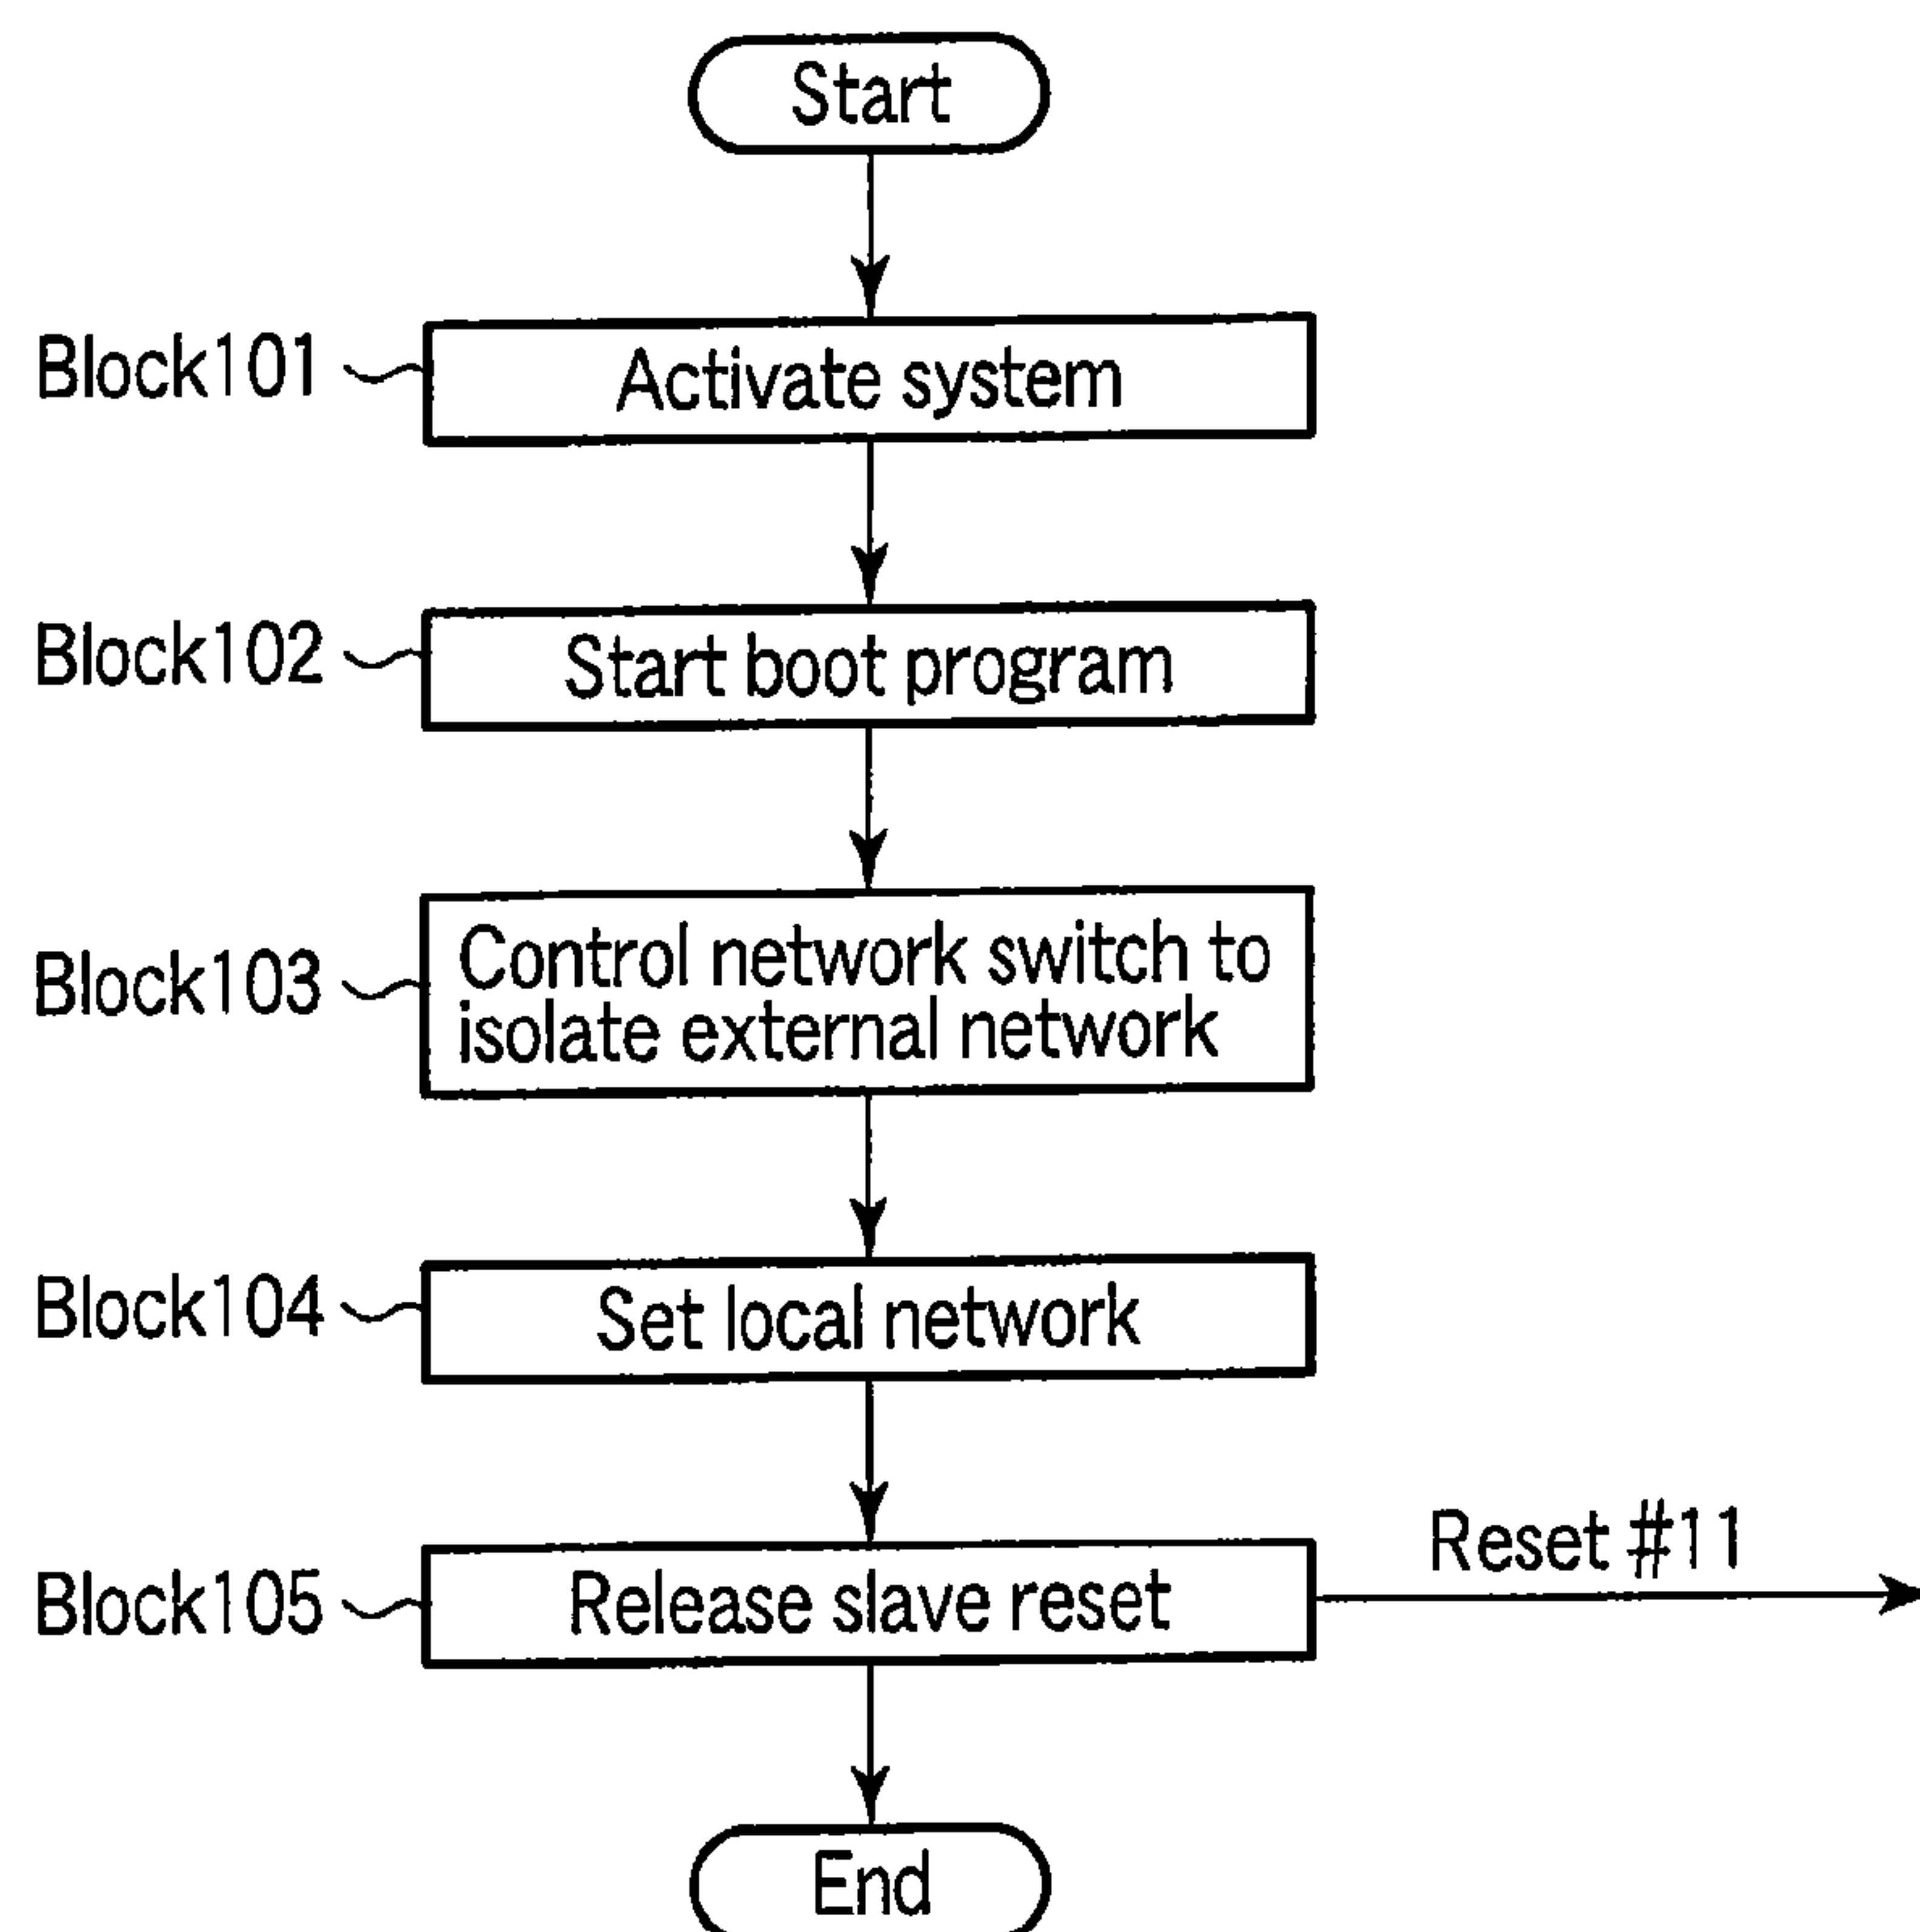 Start
Block101
Activate system
Block102
Start boot program
Block103
Control network switch to
isolate external network
Block104
Set local network
Block105
Release slave reset
Reset #11
End